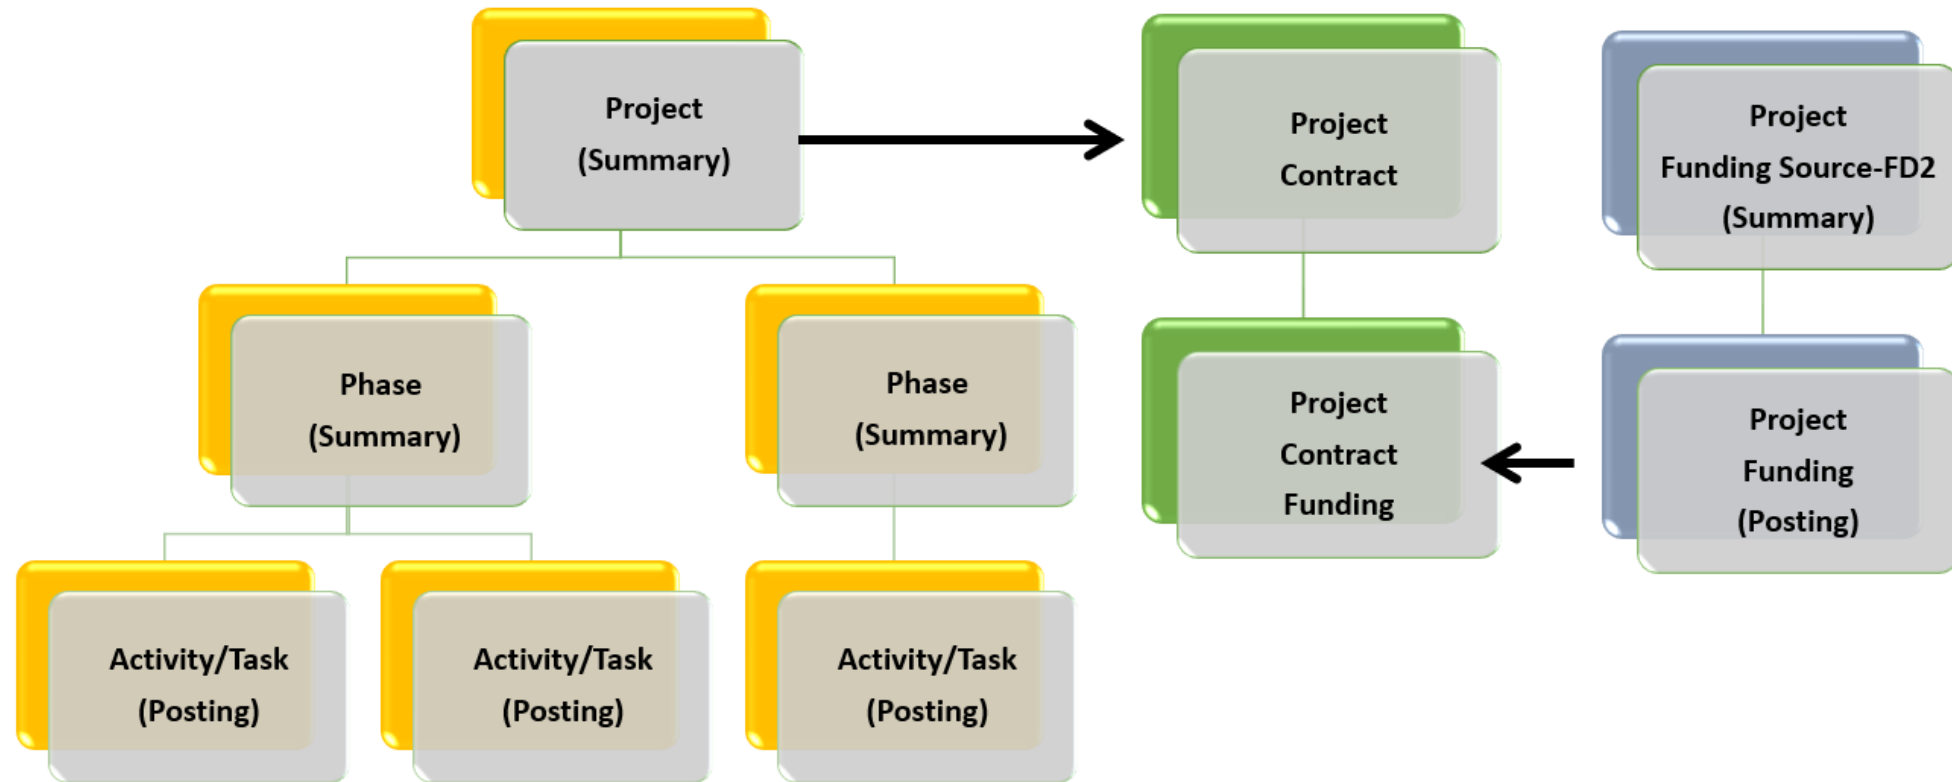 Project
(Summary)
Project
Contract
Project
Funding Source-FD2
(Summary)
Phase
(Summary)
Phase
(Summary)
Project
Contract
Funding
Project
Funding
(Posting)
Activity/Task
(Posting)
Activity/Task
(Posting)
Activity/Task
(Posting)